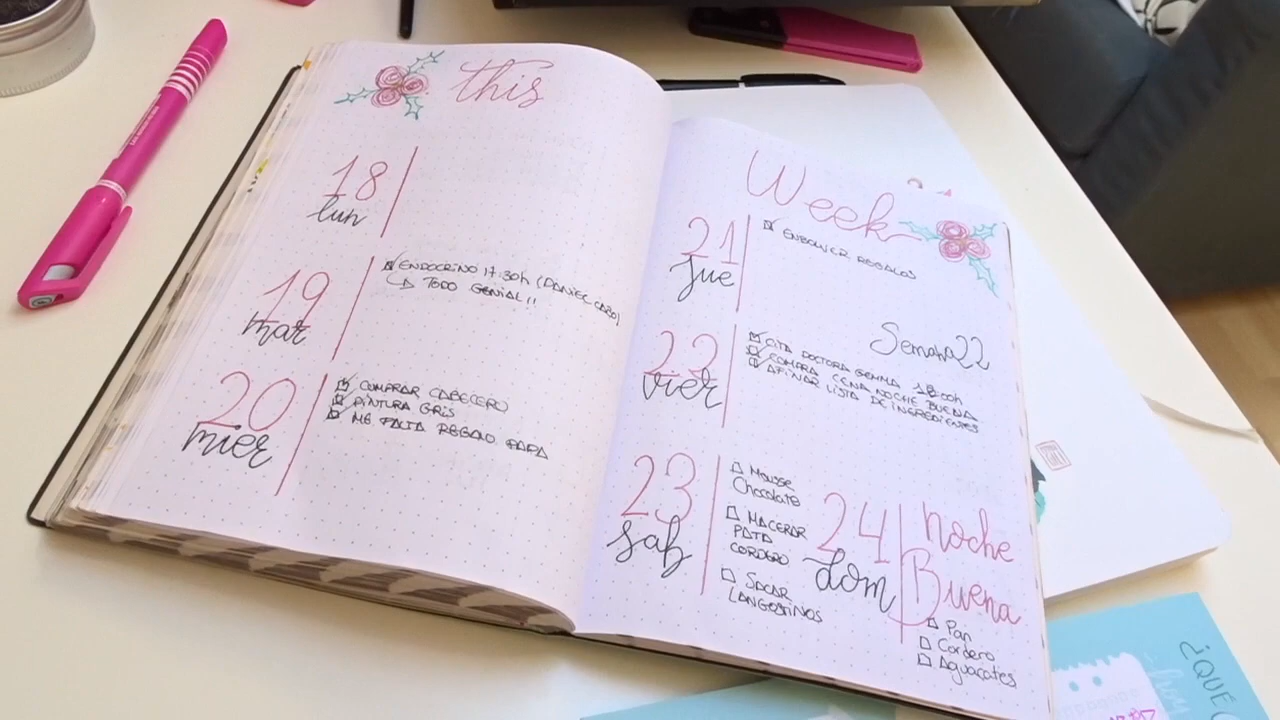 this
18
lun
19
mar
ENDOCRINO 17:30h (DANIEL CABO)
TODO GENIAL!!
20
mier
COMPRAR CABECERO
PINTURA GRIS
ME FALTA REGALO PAPA
Week
21
jue
ENBOLVER REGALOS
22
vier
Semana 22
CITA DOCTORA GEMMA 18:00h
COMPRA CENA NOCHE BUENA
AFINAR LISTA DE INGREDIENTES
23
sab
Mousse
Chocolate
MACERAR
PATA
CORDERO
SACAR
LANGOSTINOS
24
dom
Noche
Buena
Pan
Cordero
Aguacates
¿QUÉ